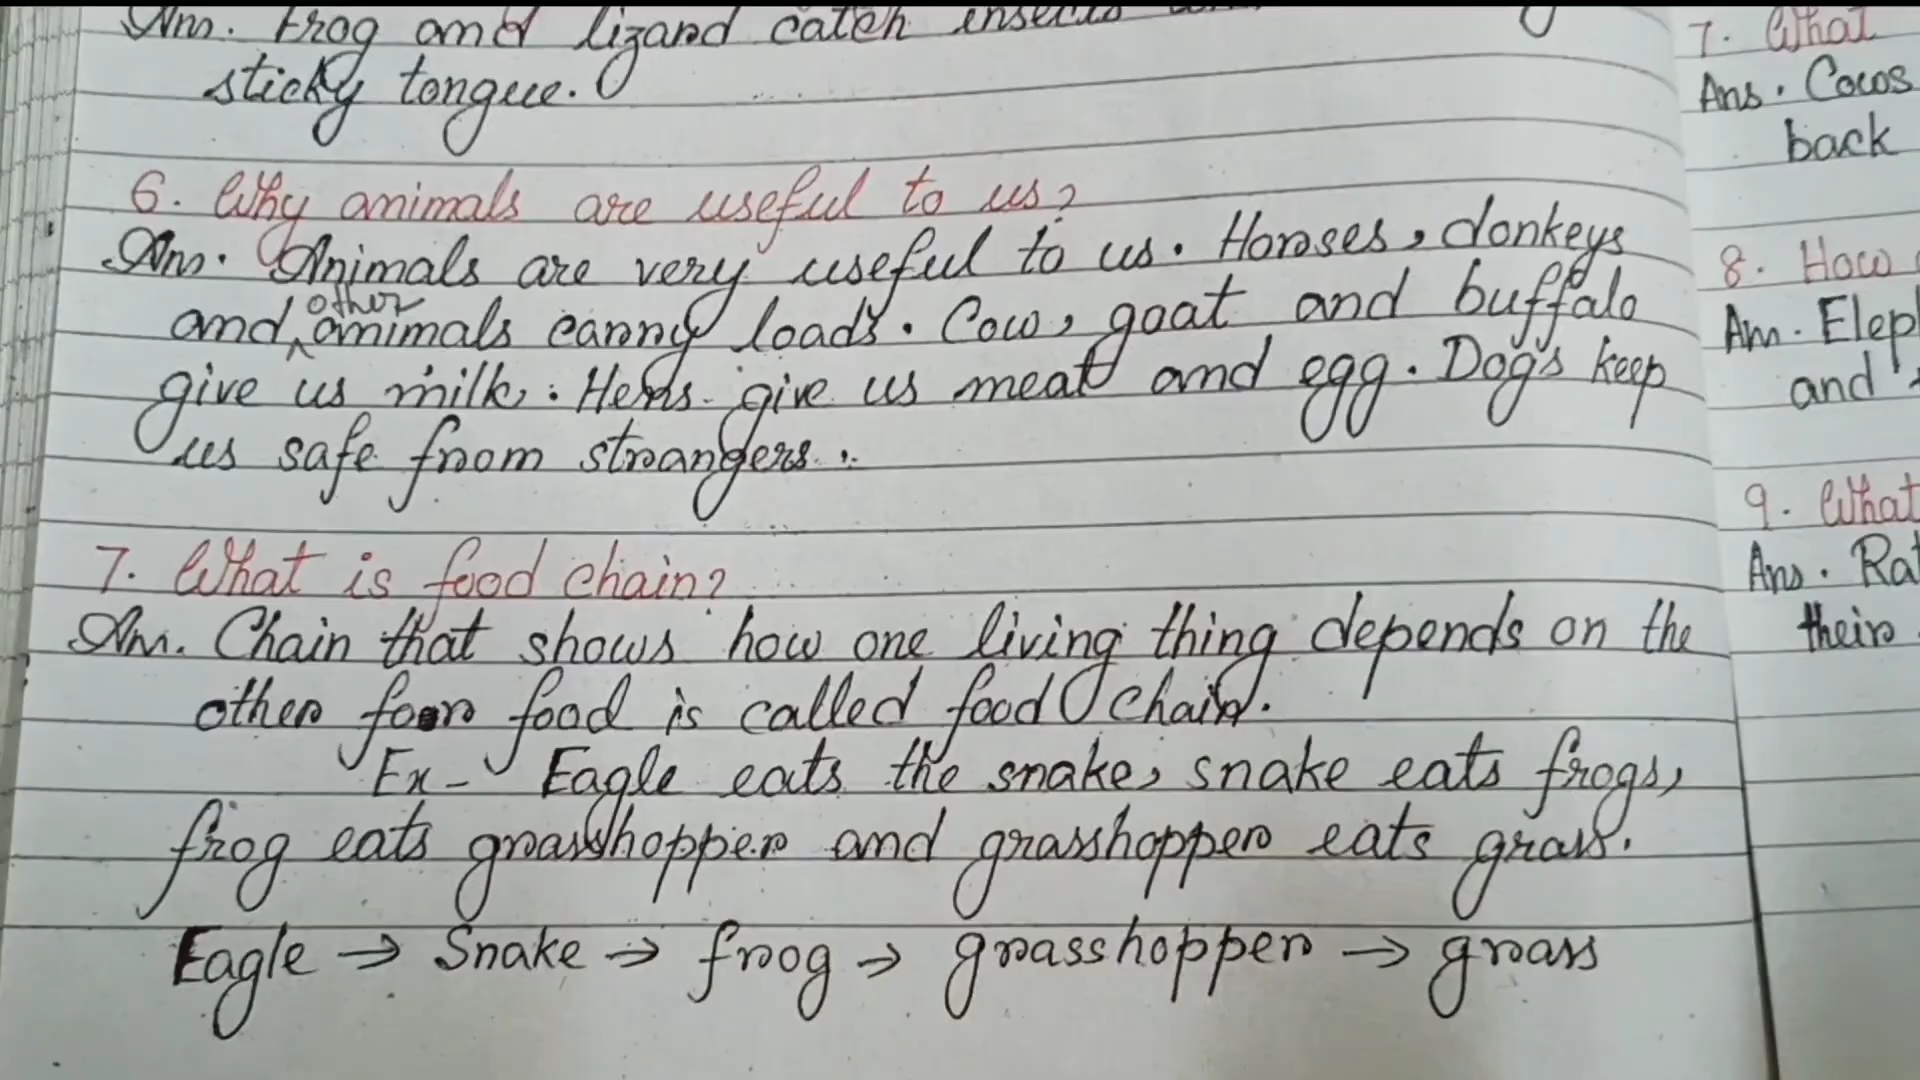 Ans. Frog and lizard catch insects
sticky tongue.
6. Why animals are useful to us?
Ans. Animals are very useful to us. Horses, donkeys
and other animals carry loads. Cow, goat and buffalo
give us milk. Hens give us meat and egg. Dogs keep
us safe from strangers.
7. What is food chain?
Ans. Chain that shows how one living thing depends on the
other for food is called food chain.
Ex- Eagle eats the snake, snake eats frogs,
frog eats grasshopper and grasshopper eats grass.
Eagle → Snake → frog → grasshopper → grass
7. What
Ans. Cows
back
8. How
Ans. Elep
and
9. What
Ans. Rat
their